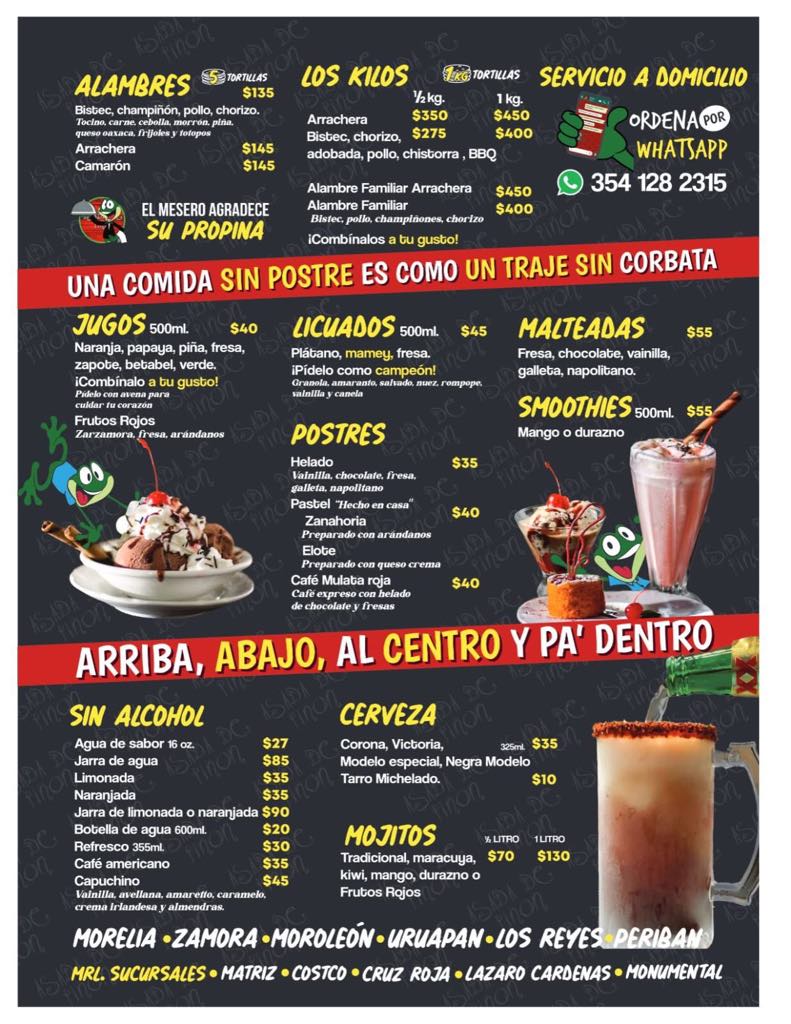 ALAMBRES 5 TORTILLAS
$135
Bistec, champiñón, pollo, chorizo.
Tocino, carne, cebolla, morrón, piña,
queso oaxaca, frijoles y totopos
Arrachera $145
Camarón $145
EL MESERO AGRADECE
SU PROPINA
LOS KILOS 1KG TORTILLAS
½ kg. 1 kg.
Arrachera $350 $450
Bistec, chorizo, $275 $400
adobada, pollo, chistorra , BBQ
Alambre Familiar Arrachera $450
Alambre Familiar $400
Bistec, pollo, champiñones, chorizo
¡Combínalos a tu gusto!
SERVICIO A DOMICILIO
ORDENA POR
WHATSAPP
354 128 2315
UNA COMIDA SIN POSTRE ES COMO UN TRAJE SIN CORBATA
JUGOS 500ml. $40
Naranja, papaya, piña, fresa,
zapote, betabel, verde.
¡Combínalo a tu gusto!
Pídelo con avena para
cuidar tu corazón
Frutos Rojos
Zarzamora, fresa, arándanos
LICUADOS 500ml. $45
Plátano, mamey, fresa.
¡Pídelo como campeón!
Granola, amaranto, salvado, nuez, rompope,
vainilla y canela
POSTRES
Helado $35
Vainilla, chocolate, fresa,
galleta, napolitano
Pastel "Hecho en casa" $40
Zanahoria
Preparado con arándanos
Elote
Preparado con queso crema
Café Mulata roja $40
Café expreso con helado
de chocolate y fresas
MALTEADAS $55
Fresa, chocolate, vainilla,
galleta, napolitano.
SMOOTHIES 500ml. $55
Mango o durazno
ARRIBA, ABAJO, AL CENTRO Y PA' DENTRO
SIN ALCOHOL
Agua de sabor 16 oz. $27
Jarra de agua $85
Limonada $35
Naranjada $35
Jarra de limonada o naranjada $90
Botella de agua 600ml. $20
Refresco 355ml. $30
Café americano $35
Capuchino $45
Vainilla, avellana, amaretto, caramelo,
crema irlandesa y almendras.
CERVEZA
Corona, Victoria, 325ml. $35
Modelo especial, Negra Modelo
Tarro Michelado. $10
MOJITOS ½ LITRO 1 LITRO
Tradicional, maracuya, $70 $130
kiwi, mango, durazno o
Frutos Rojos
MORELIA • ZAMORA • MOROLEÓN • URUAPAN • LOS REYES • PERIBAN
MRL. SUCURSALES • MATRIZ • COSTCO • CRUZ ROJA • LAZARO CARDENAS • MONUMENTAL